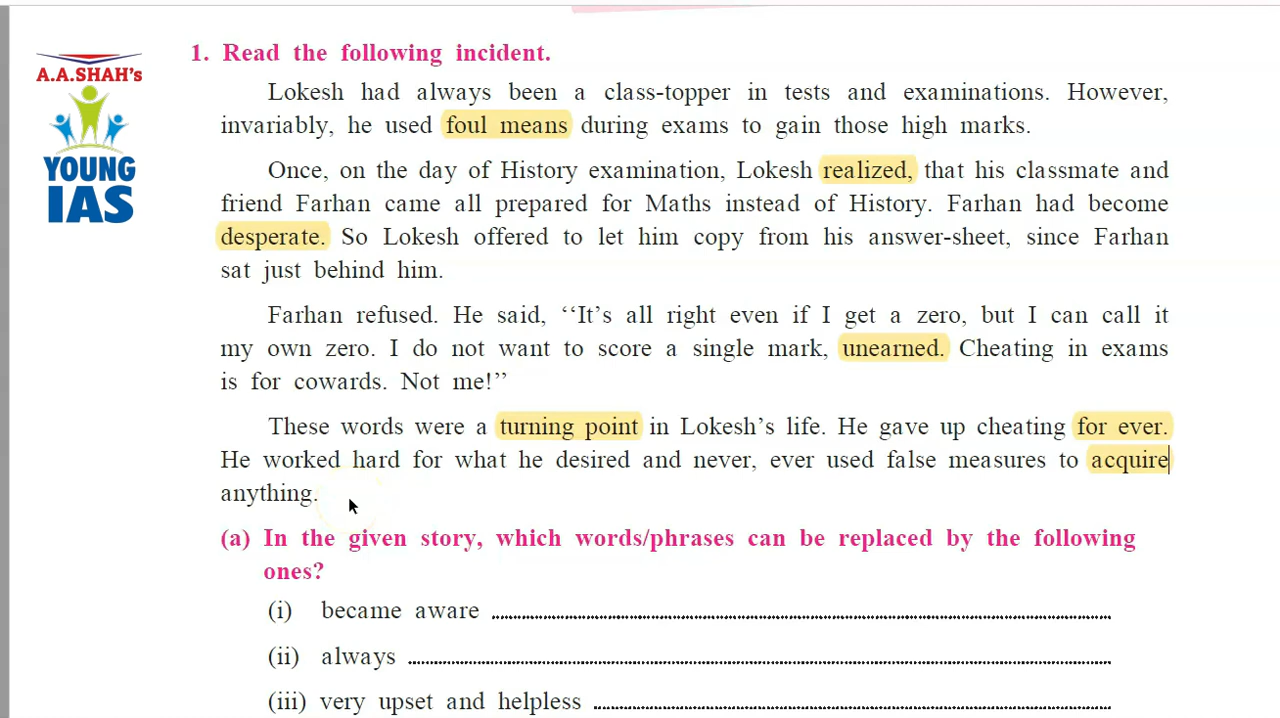 A.A.SHAH's
YOUNG
IAS
1. Read the following incident.
Lokesh had always been a class-topper in tests and examinations. However,
invariably, he used foul means during exams to gain those high marks.
Once, on the day of History examination, Lokesh realized, that his classmate and
friend Farhan came all prepared for Maths instead of History. Farhan had become
desperate. So Lokesh offered to let him copy from his answer-sheet, since Farhan
sat just behind him.
Farhan refused. He said, ‘‘It’s all right even if I get a zero, but I can call it
my own zero. I do not want to score a single mark, unearned. Cheating in exams
is for cowards. Not me!’’
These words were a turning point in Lokesh’s life. He gave up cheating for ever.
He worked hard for what he desired and never, ever used false measures to acquire
anything.
(a) In the given story, which words/phrases can be replaced by the following
ones?
(i) became aware
(ii) always
(iii) very upset and helpless